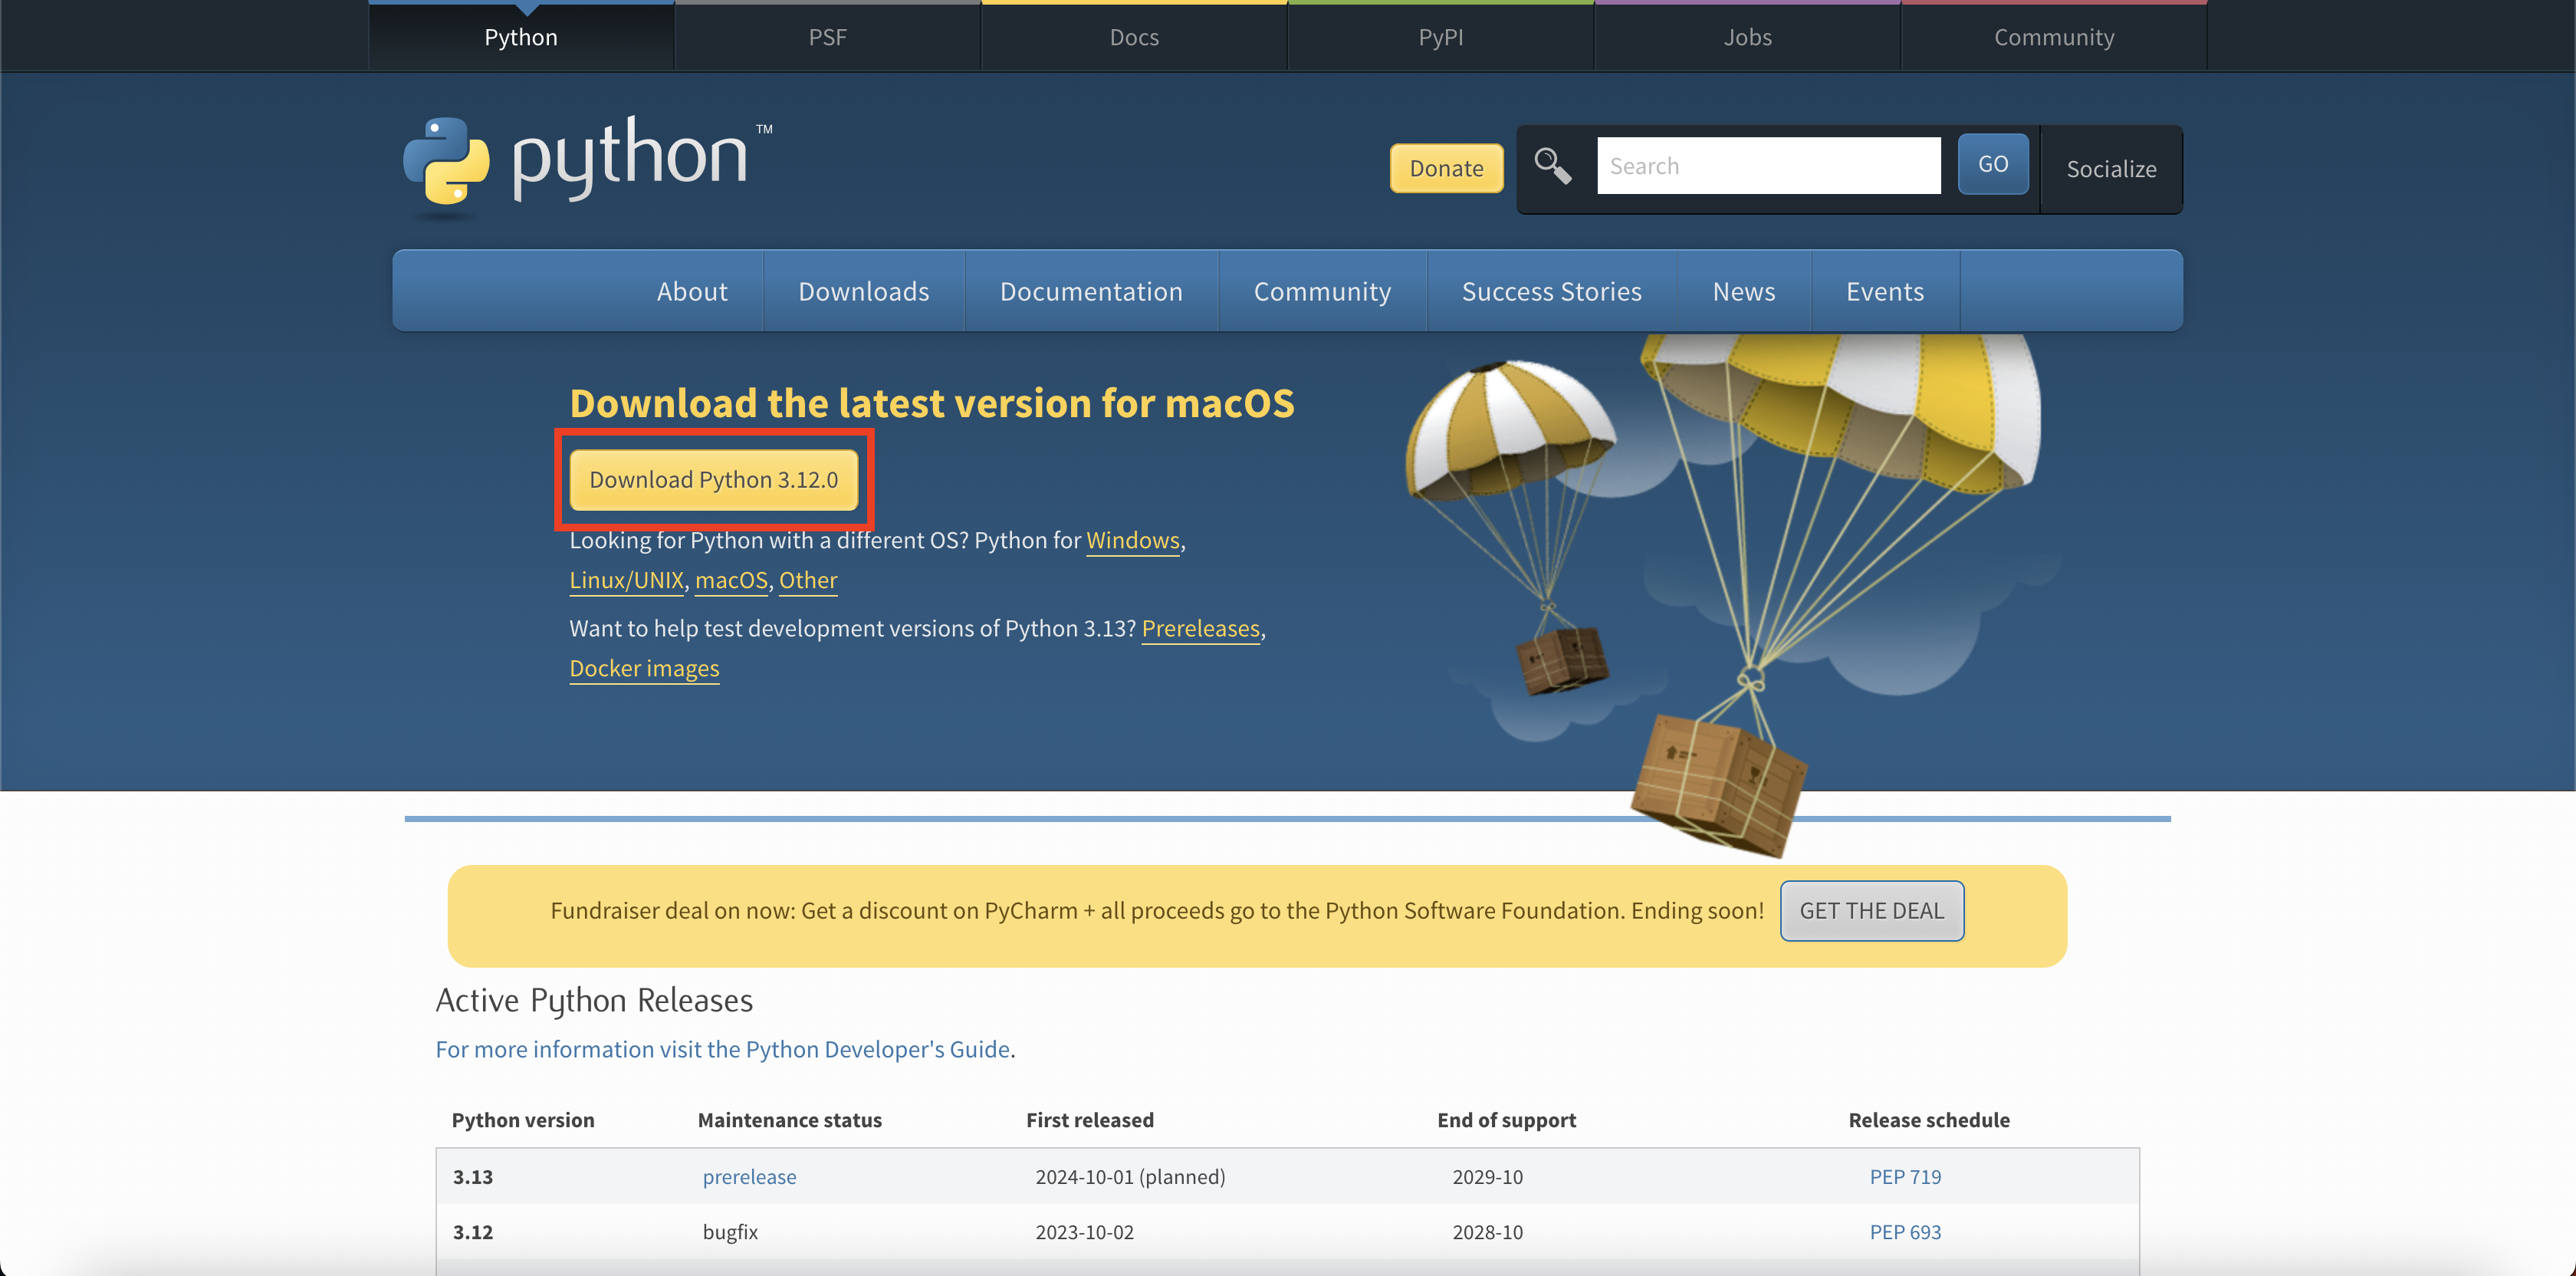 Python PSF Docs PyPI Jobs Community
python™
Donate Search GO Socialize
About Downloads Documentation Community Success Stories News Events
Download the latest version for macOS
Download Python 3.12.0
Looking for Python with a different OS? Python for Windows,
Linux/UNIX, macOS, Other
Want to help test development versions of Python 3.13? Prereleases,
Docker images
Fundraiser deal on now: Get a discount on PyCharm + all proceeds go to the Python Software Foundation. Ending soon! GET THE DEAL
Active Python Releases
For more information visit the Python Developer's Guide.
Python version Maintenance status First released End of support Release schedule
3.13 prerelease 2024-10-01 (planned) 2029-10 PEP 719
3.12 bugfix 2023-10-02 2028-10 PEP 693